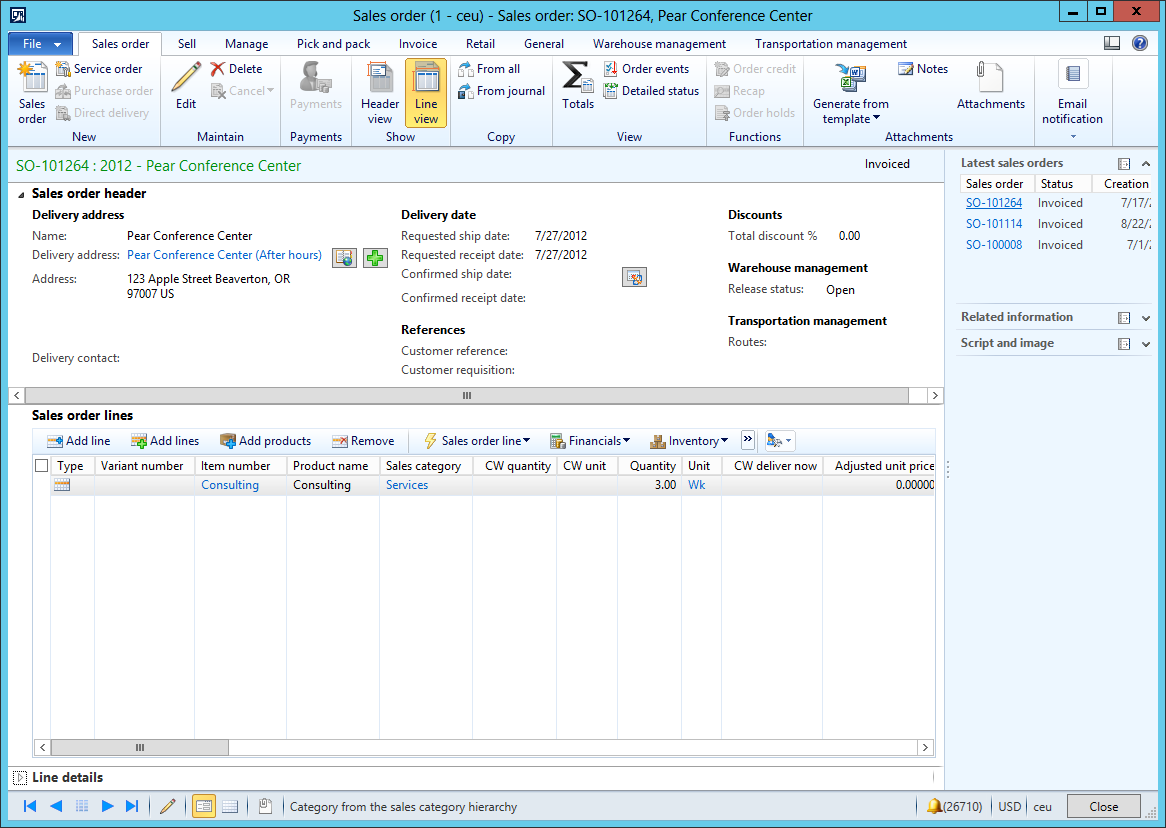 Sales order (1 - ceu) - Sales order: SO-101264, Pear Conference Center
File Sales order Sell Manage Pick and pack Invoice Retail General Warehouse management Transportation management
Sales order
Service order
Purchase order
Direct delivery
New
Edit
Delete
Cancel
Maintain
Payments
Payments
Header view
Line view
Show
From all
From journal
Copy
Totals
Order events
Detailed status
View
Order credit
Recap
Order holds
Functions
Generate from template
Notes
Attachments
Attachments
Email notification
SO-101264 : 2012 - Pear Conference Center
Invoiced
Sales order header
Delivery address
Name: Pear Conference Center
Delivery address: Pear Conference Center (After hours)
Address: 123 Apple Street Beaverton, OR
97007 US
Delivery contact:
Delivery date
Requested ship date: 7/27/2012
Requested receipt date: 7/27/2012
Confirmed ship date:
Confirmed receipt date:
References
Customer reference:
Customer requisition:
Discounts
Total discount % 0.00
Warehouse management
Release status: Open
Transportation management
Routes:
Latest sales orders
Sales order Status Creation
SO-101264 Invoiced 7/17/2
SO-101114 Invoiced 8/22/2
SO-100008 Invoiced 7/1/2
Related information
Script and image
Sales order lines
Add line Add lines Add products Remove Sales order line Financials Inventory »
Type Variant number Item number Product name Sales category CW quantity CW unit Quantity Unit CW deliver now Adjusted unit price
Consulting Consulting Services 3.00 Wk 0.00000
Line details
Category from the sales category hierarchy
(26710) USD ceu Close